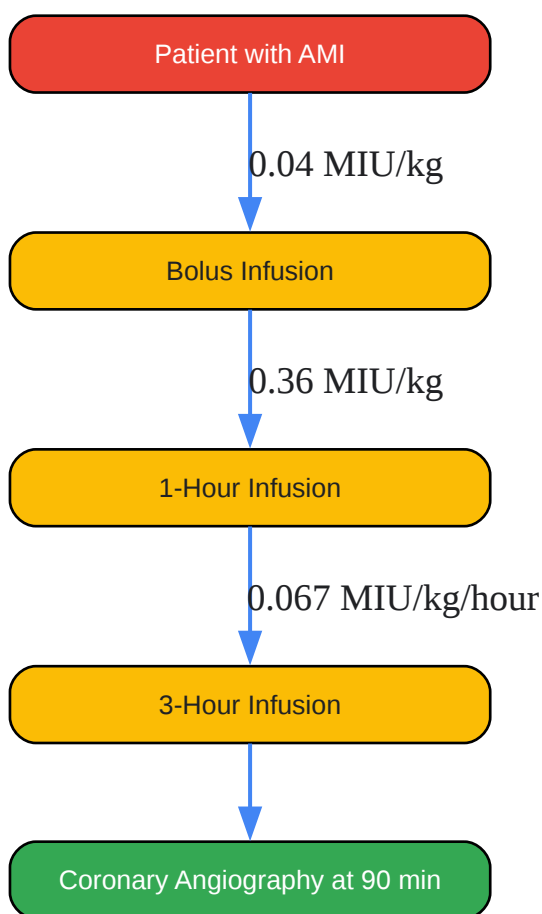 Patient with AMI
0.04 MIU/kg
Bolus Infusion
0.36 MIU/kg
1-Hour Infusion
0.067 MIU/kg/hour
3-Hour Infusion
Coronary Angiography at 90 min